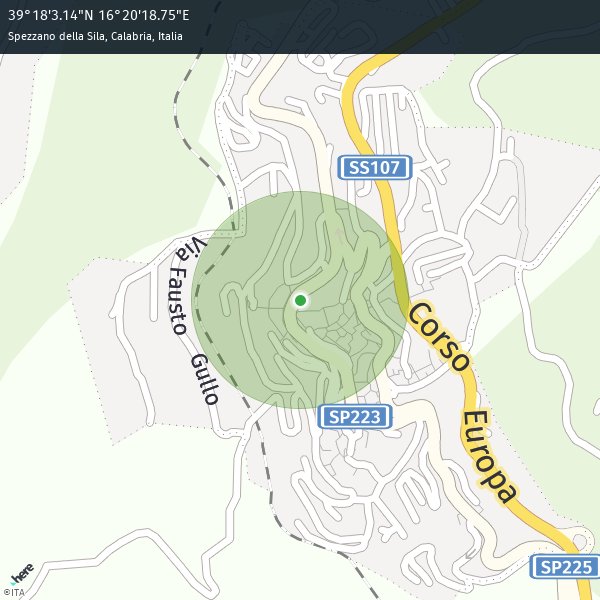 39°18'3.14"N 16°20'18.75"E
Spezzano della Sila, Calabria, Italia
SS107
Via Fausto Gullo
Corso Europa
SP223
SP225
here
©ITA